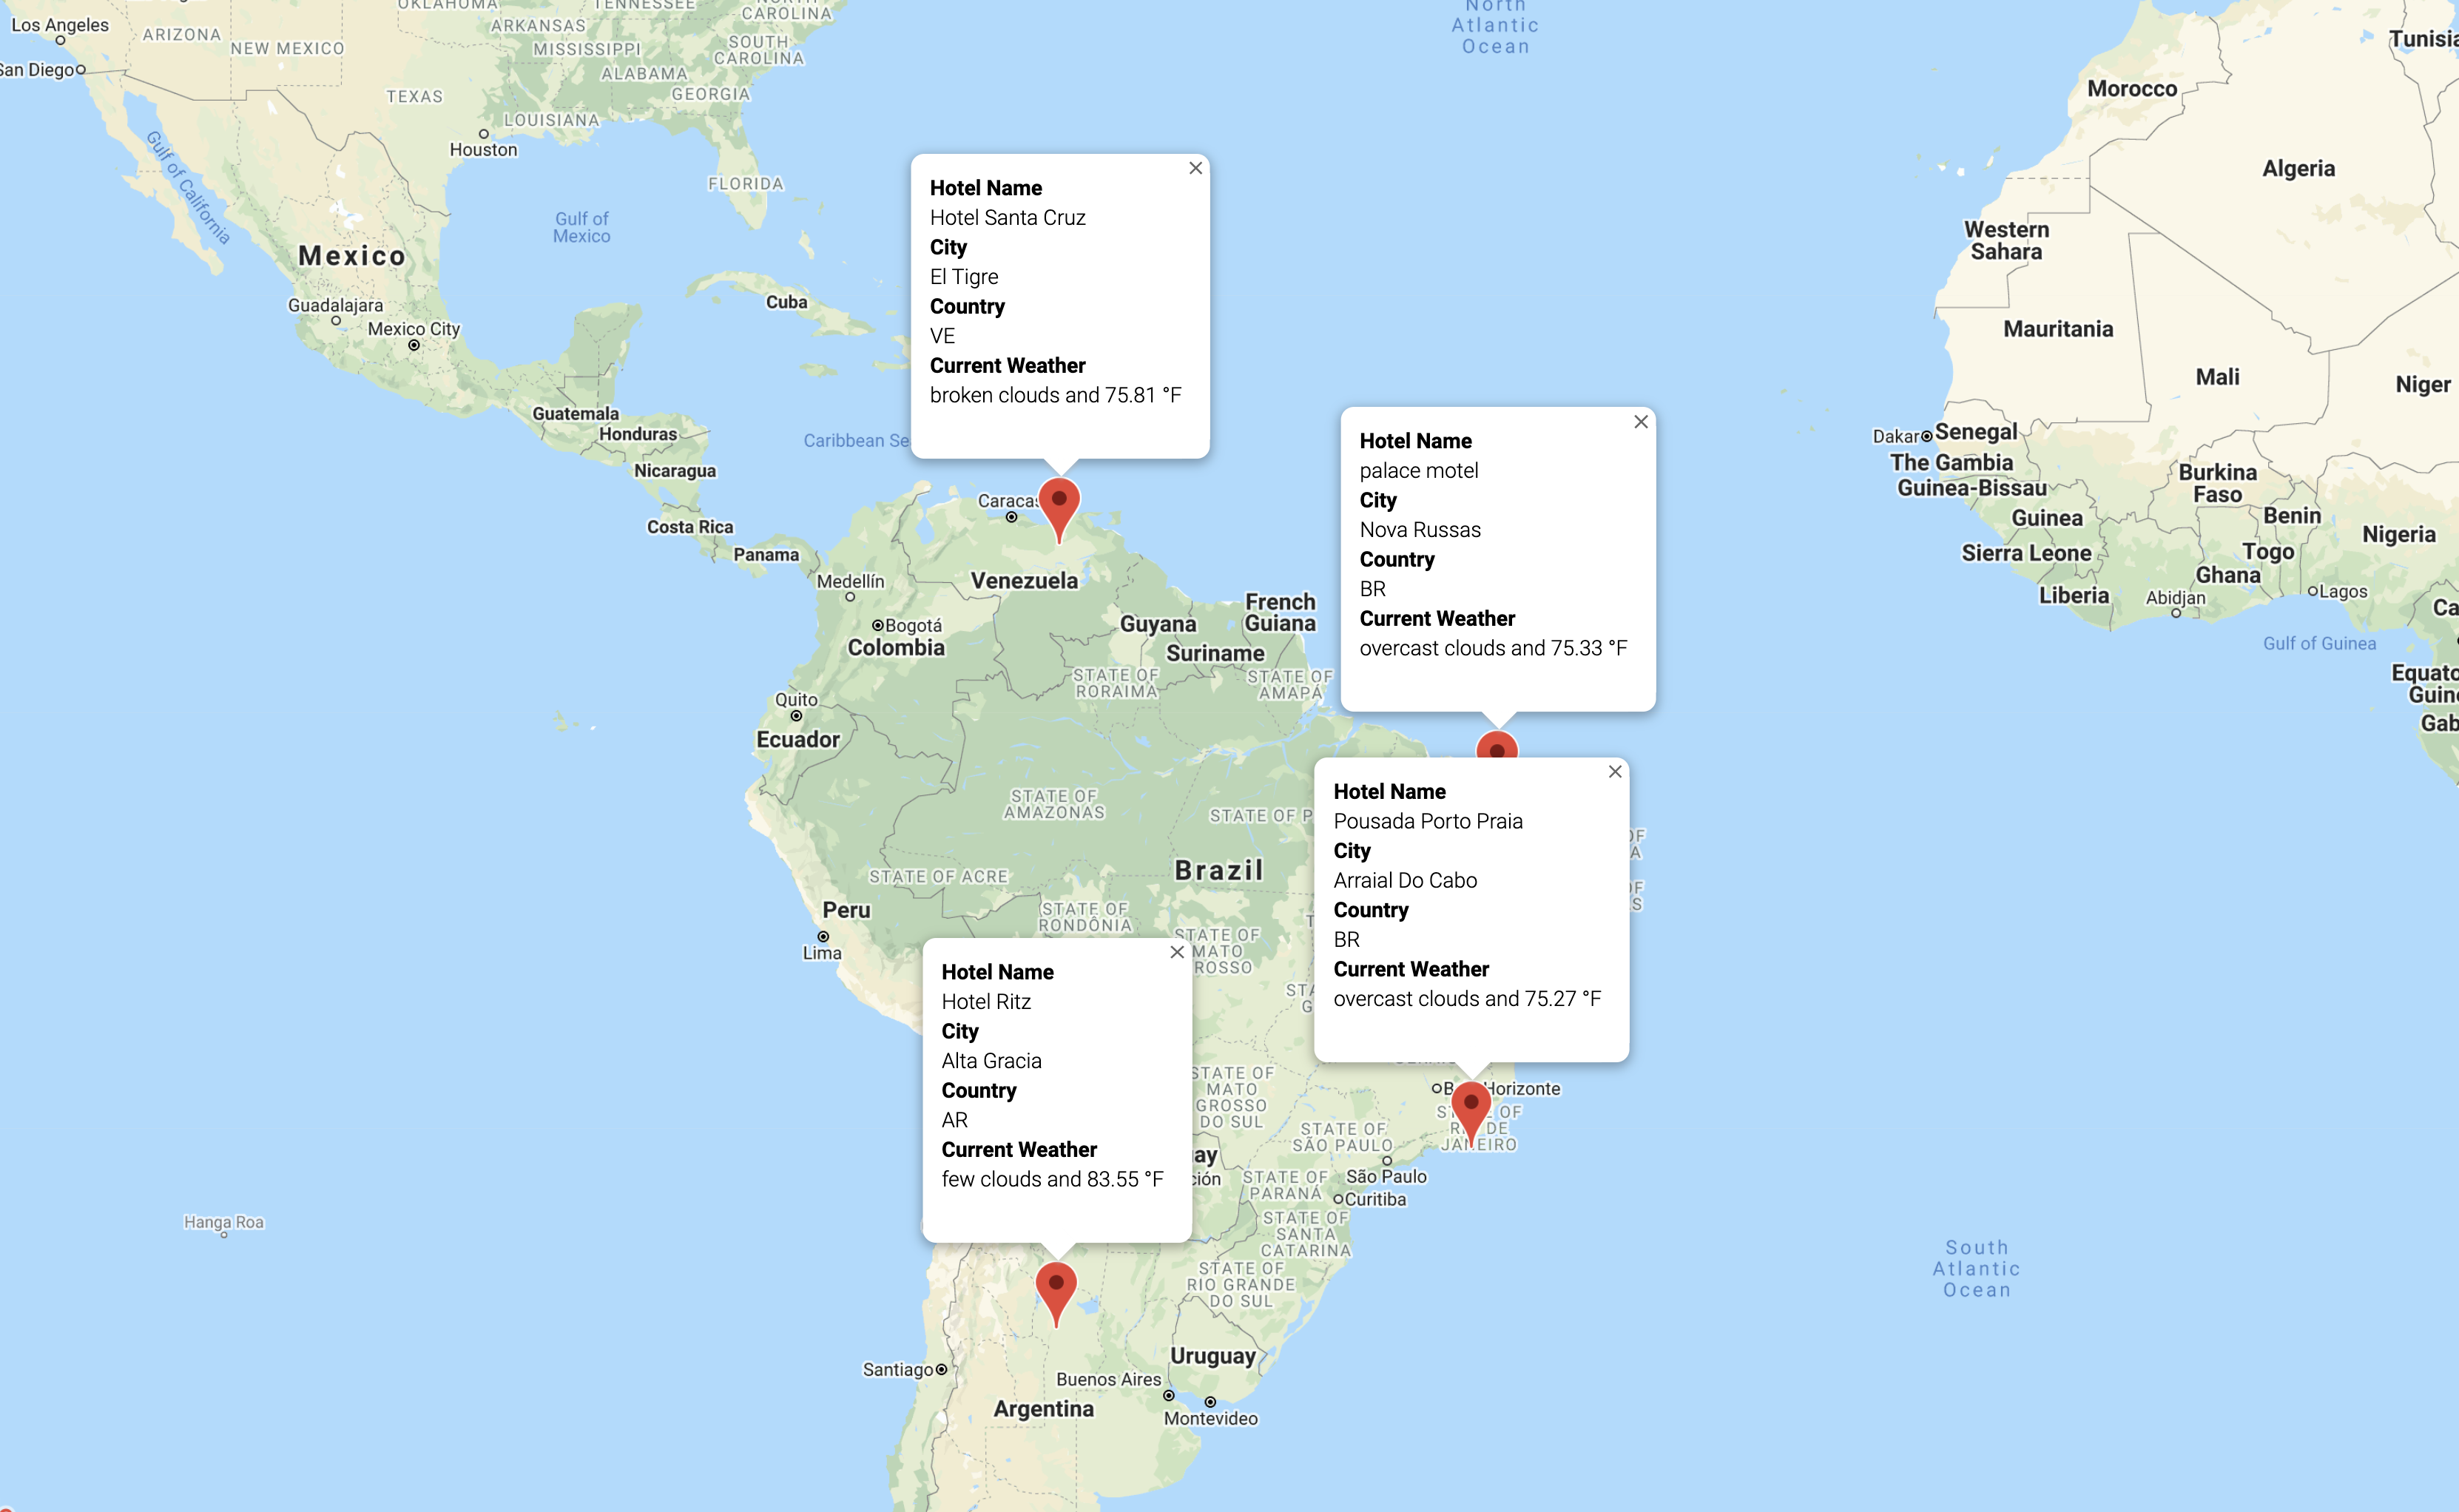 North
Atlantic
Ocean
OKLAHOMA
TENNESSEE
NORTH
CAROLINA
Los Angeles
ARIZONA
NEW MEXICO
ARKANSAS
MISSISSIPPI
SOUTH
CAROLINA
San Diego
ALABAMA
TEXAS
GEORGIA
LOUISIANA
Houston
FLORIDA
Gulf of California
Gulf of
Mexico
Mexico
Guadalajara
Mexico City
Cuba
Guatemala
Honduras
Caribbean Se
Nicaragua
Costa Rica
Panama
Hotel Name
Hotel Santa Cruz
City
El Tigre
Country
VE
Current Weather
broken clouds and 75.81 °F
Hotel Name
palace motel
City
Nova Russas
Country
BR
Current Weather
overcast clouds and 75.33 °F
Hotel Name
Pousada Porto Praia
City
Arraial Do Cabo
Country
BR
Current Weather
overcast clouds and 75.27 °F
Hotel Name
Hotel Ritz
City
Alta Gracia
Country
AR
Current Weather
few clouds and 83.55 °F
Caracas
Venezuela
Medellín
Bogotá
Colombia
Guyana
Suriname
French
Guiana
STATE OF
RORAIMA
STATE OF
AMAPÁ
Quito
Ecuador
STATE OF
AMAZONAS
STATE OF P
Brazil
STATE OF ACRE
STATE OF
RONDÔNIA
Peru
Lima
STATE OF
MATO
ROSSO
STATE OF
MATO
GROSSO
DO SUL
Horizonte
STATE OF
RIO DE
JANEIRO
STATE OF
SÃO PAULO
São Paulo
STATE OF
PARANÁ
Curitiba
ay
ción
STATE OF
SANTA
CATARINA
STATE OF
RIO GRANDE
DO SUL
Hanga Roa
Santiago
Buenos Aires
Uruguay
Argentina
Montevideo
South
Atlantic
Ocean
Tunisia
Morocco
Algeria
Western
Sahara
Mauritania
Mali
Niger
Dakar
Senegal
The Gambia
Guinea-Bissau
Burkina
Faso
Guinea
Benin
Nigeria
Sierra Leone
Togo
Ghana
Liberia
Abidjan
Lagos
Ca
Gulf of Guinea
Equato
Guin
Gab